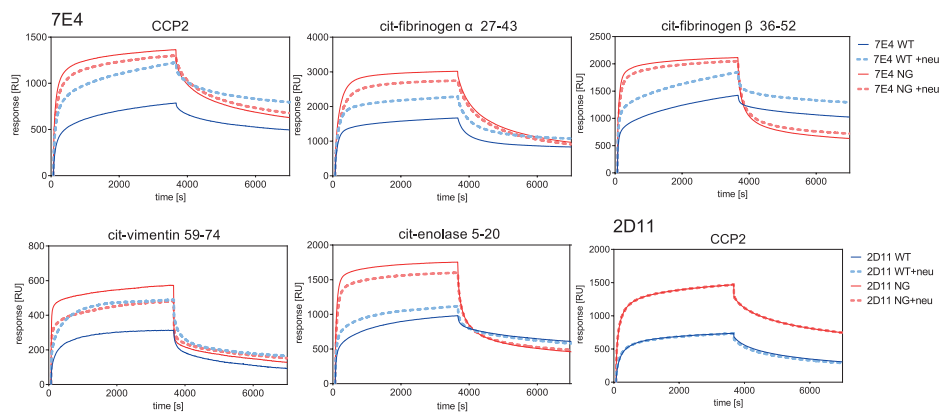 7E4
CCP2
response [RU]
1500
1000
500
0
0 2000 4000 6000
time [s]
cit-fibrinogen α 27-43
response [RU]
4000
3000
2000
1000
0
0 2000 4000 6000
time [s]
cit-fibrinogen β 36-52
response [RU]
2500
2000
1500
1000
500
0
0 2000 4000 6000
time [s]
7E4 WT
7E4 WT +neu
7E4 NG
7E4 NG +neu
cit-vimentin 59-74
response [RU]
800
600
400
200
0
0 2000 4000 6000
time [s]
cit-enolase 5-20
response [RU]
2000
1500
1000
500
0
0 2000 4000 6000
time [s]
2D11
CCP2
response [RU]
2000
1500
1000
500
0
0 2000 4000 6000
time [s]
2D11 WT
2D11 WT+neu
2D11 NG
2D11 NG+neu